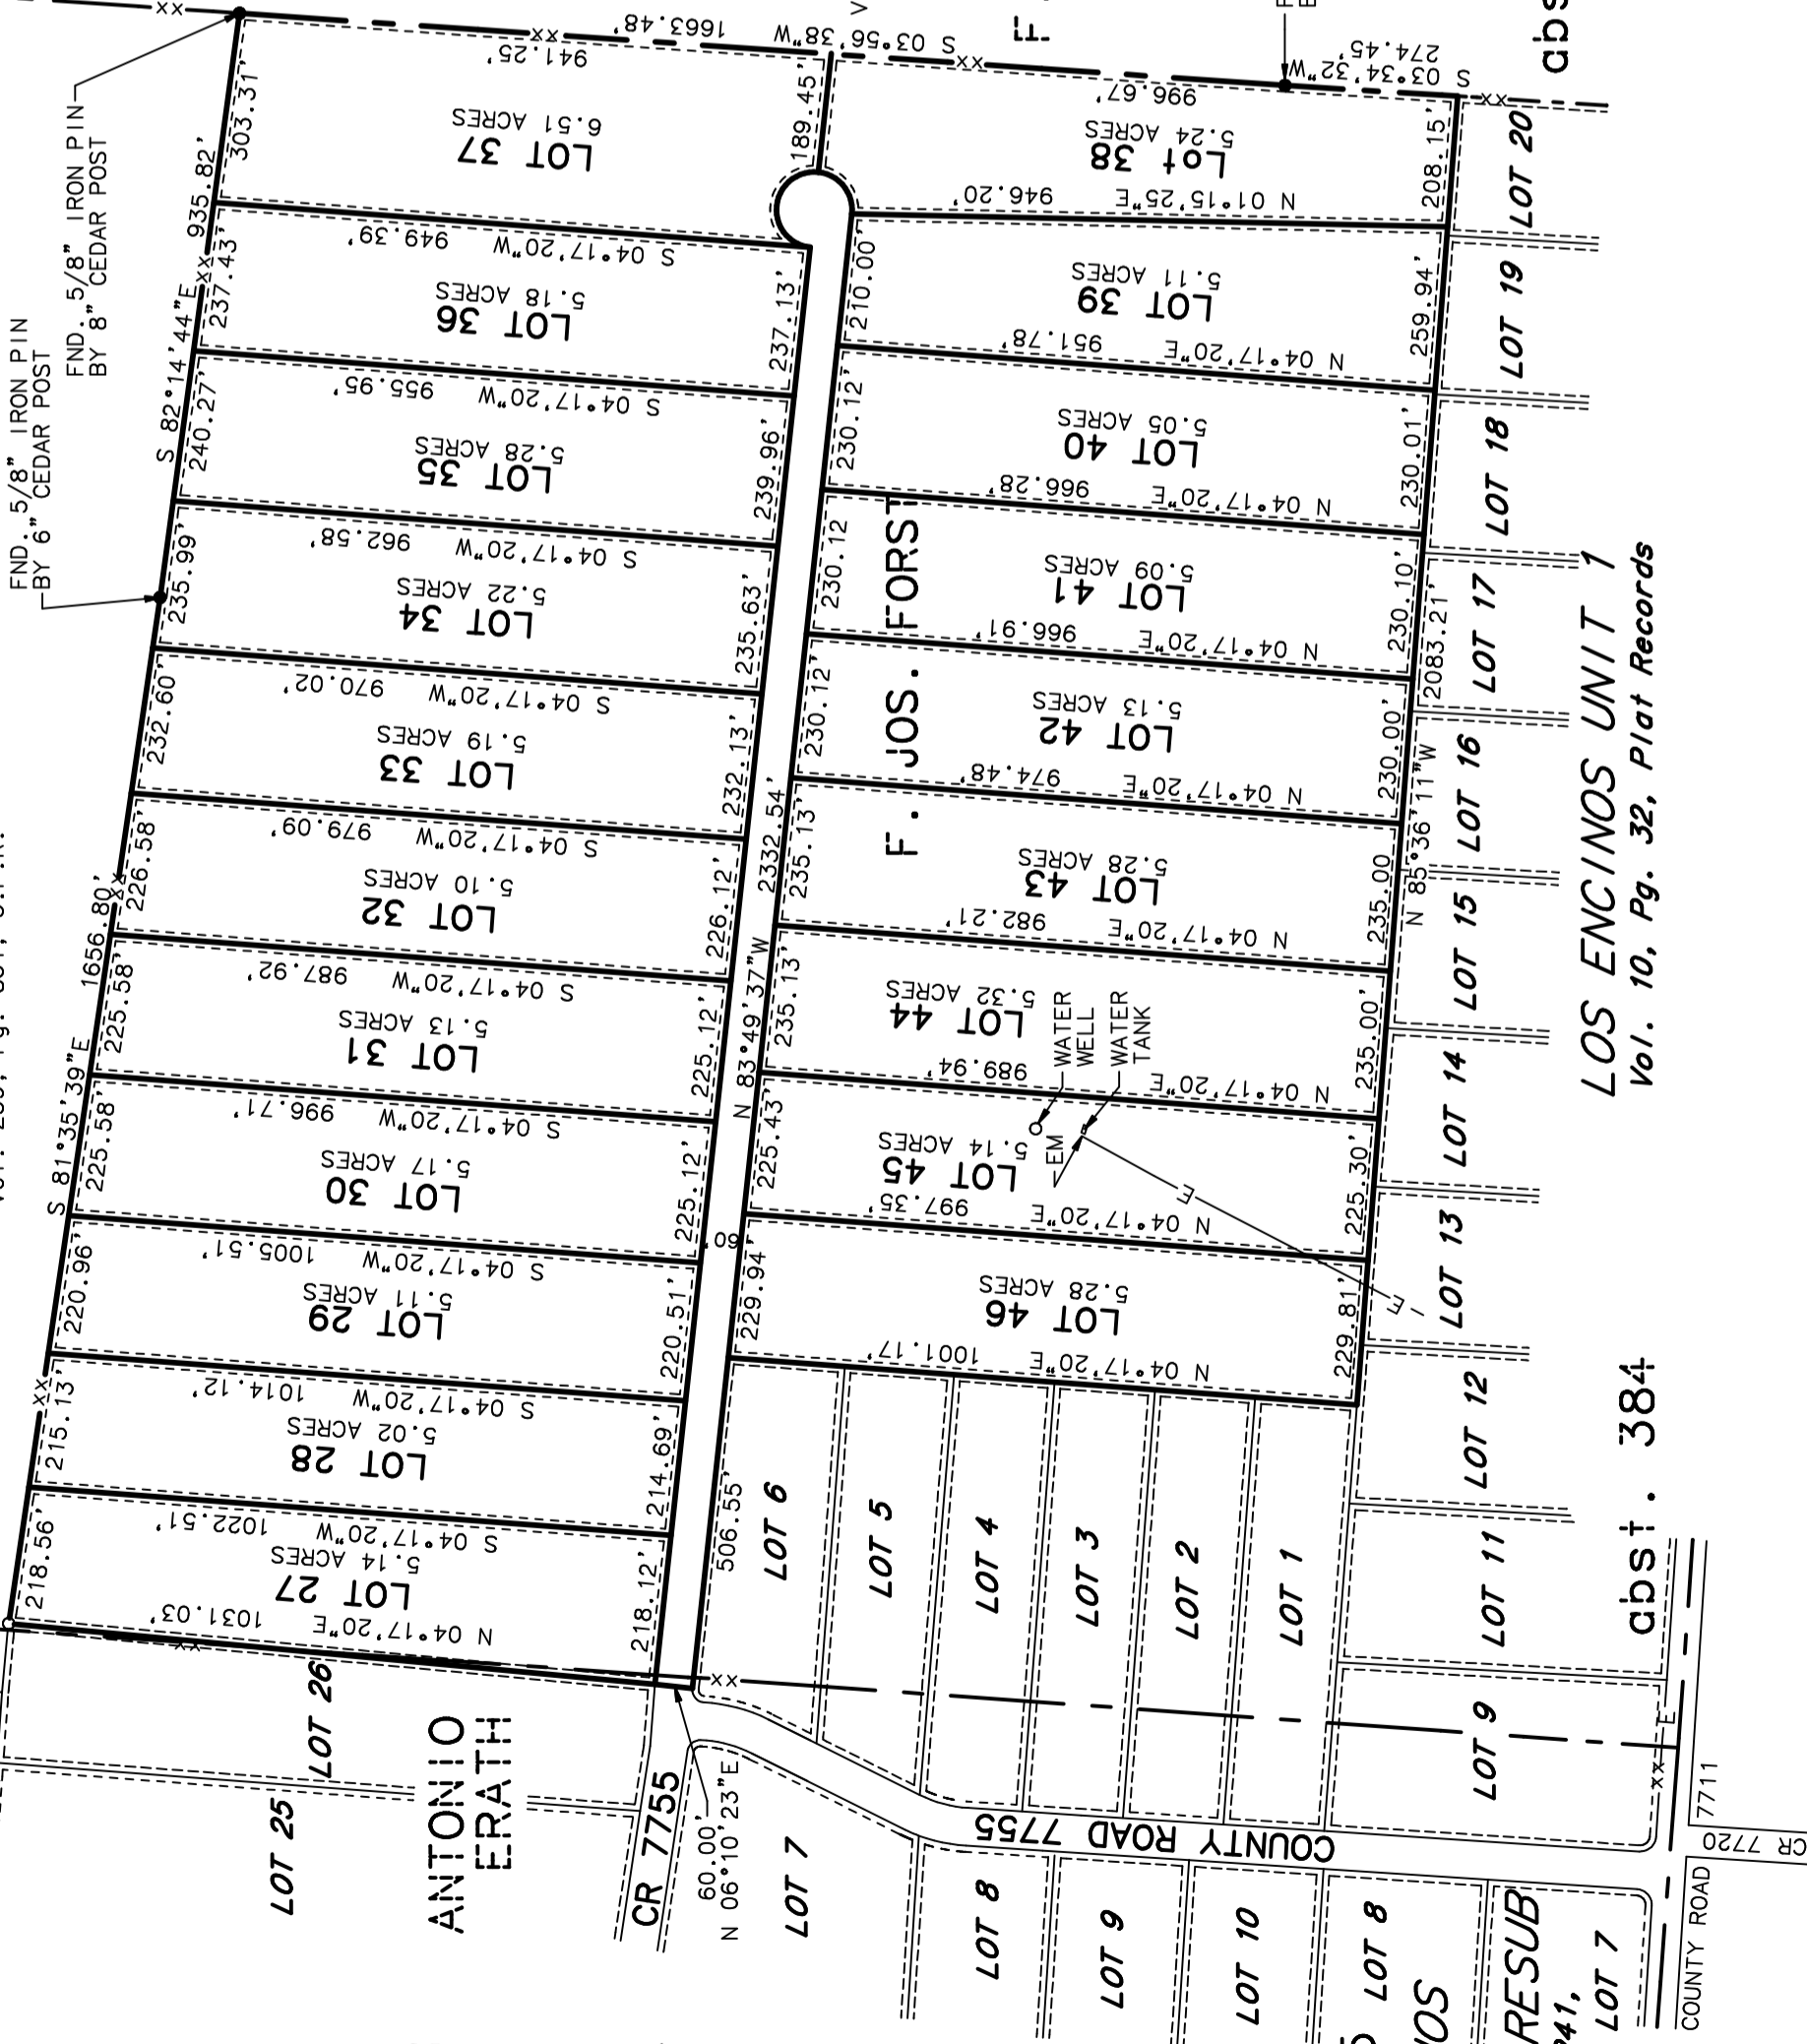 FND. 5/8" IRON PIN
BY 8" CEDAR POST
FND. 5/8" IRON PIN
BY 6" CEDAR POST
S 82°14'44"E 935.82'
S 81°35'39"E 1656.80'
1663.48'
S 03°56'38"W
S 03°34'32"W
274.45'
941.25'
303.31'
LOT 37
6.51 ACRES
189.45'
S 04°17'20"W 949.39'
237.43'
LOT 36
5.18 ACRES
237.13'
S 04°17'20"W 955.95'
240.27'
LOT 35
5.28 ACRES
239.96'
S 04°17'20"W 962.58'
235.99'
LOT 34
5.22 ACRES
235.63'
S 04°17'20"W 970.02'
232.60'
LOT 33
5.19 ACRES
232.13'
S 04°17'20"W 979.09'
226.58'
LOT 32
5.10 ACRES
226.12'
S 04°17'20"W 987.92'
225.58'
LOT 31
5.13 ACRES
225.12'
S 04°17'20"W 996.71'
225.58'
LOT 30
5.17 ACRES
225.12'
S 04°17'20"W 1005.51'
220.96'
LOT 29
5.11 ACRES
220.51'
S 04°17'20"W 1014.12'
215.13'
LOT 28
5.02 ACRES
214.69'
S 04°17'20"W 1022.51'
218.56'
LOT 27
5.14 ACRES
218.12'
N 04°17'20"E 1031.03'
N 83°49'37"W 2332.54'
60'
996.67'
LOT 38
5.24 ACRES
208.15'
N 01°15'25"E 946.20'
210.00'
LOT 39
5.11 ACRES
259.94'
N 04°17'20"E 951.78'
230.12'
LOT 40
5.05 ACRES
230.01'
N 04°17'20"E 966.28'
230.12
LOT 41
5.09 ACRES
230.10'
N 04°17'20"E 966.91'
230.12'
LOT 42
5.13 ACRES
230.00'
N 04°17'20"E 974.48'
235.13'
LOT 43
5.28 ACRES
235.00
N 04°17'20"E 982.21'
235.13'
LOT 44
5.32 ACRES
235.00'
N 04°17'20"E 989.94'
225.43'
LOT 45
5.14 ACRES
225.30'
N 04°17'20"E 997.35'
229.94'
LOT 46
5.28 ACRES
229.81'
N 04°17'20"E 1001.17'
WATER
WELL
WATER
TANK
EM
E
E
F. JOS. FORST
N 85°36'11"W 2083.21'
LOT 20
LOT 19
LOT 18
LOT 17
LOT 16
LOT 15
LOT 14
LOT 13
LOT 12
LOT 11
LOS ENCINOS UNIT 1
Vol. 10, Pg. 32, Plat Records
abst. 384
abs
506.55'
LOT 6
LOT 5
LOT 4
LOT 3
LOT 2
LOT 1
LOT 9
LOT 26
LOT 25
ANTONIO
ERATH
CR 7755
60.00'
N 06°10'23"E
COUNTY ROAD 7755
LOT 7
LOT 8
LOT 9
LOT 10
LOT 8
LOT 7
RESUB
COUNTY ROAD 7711
CR 7720